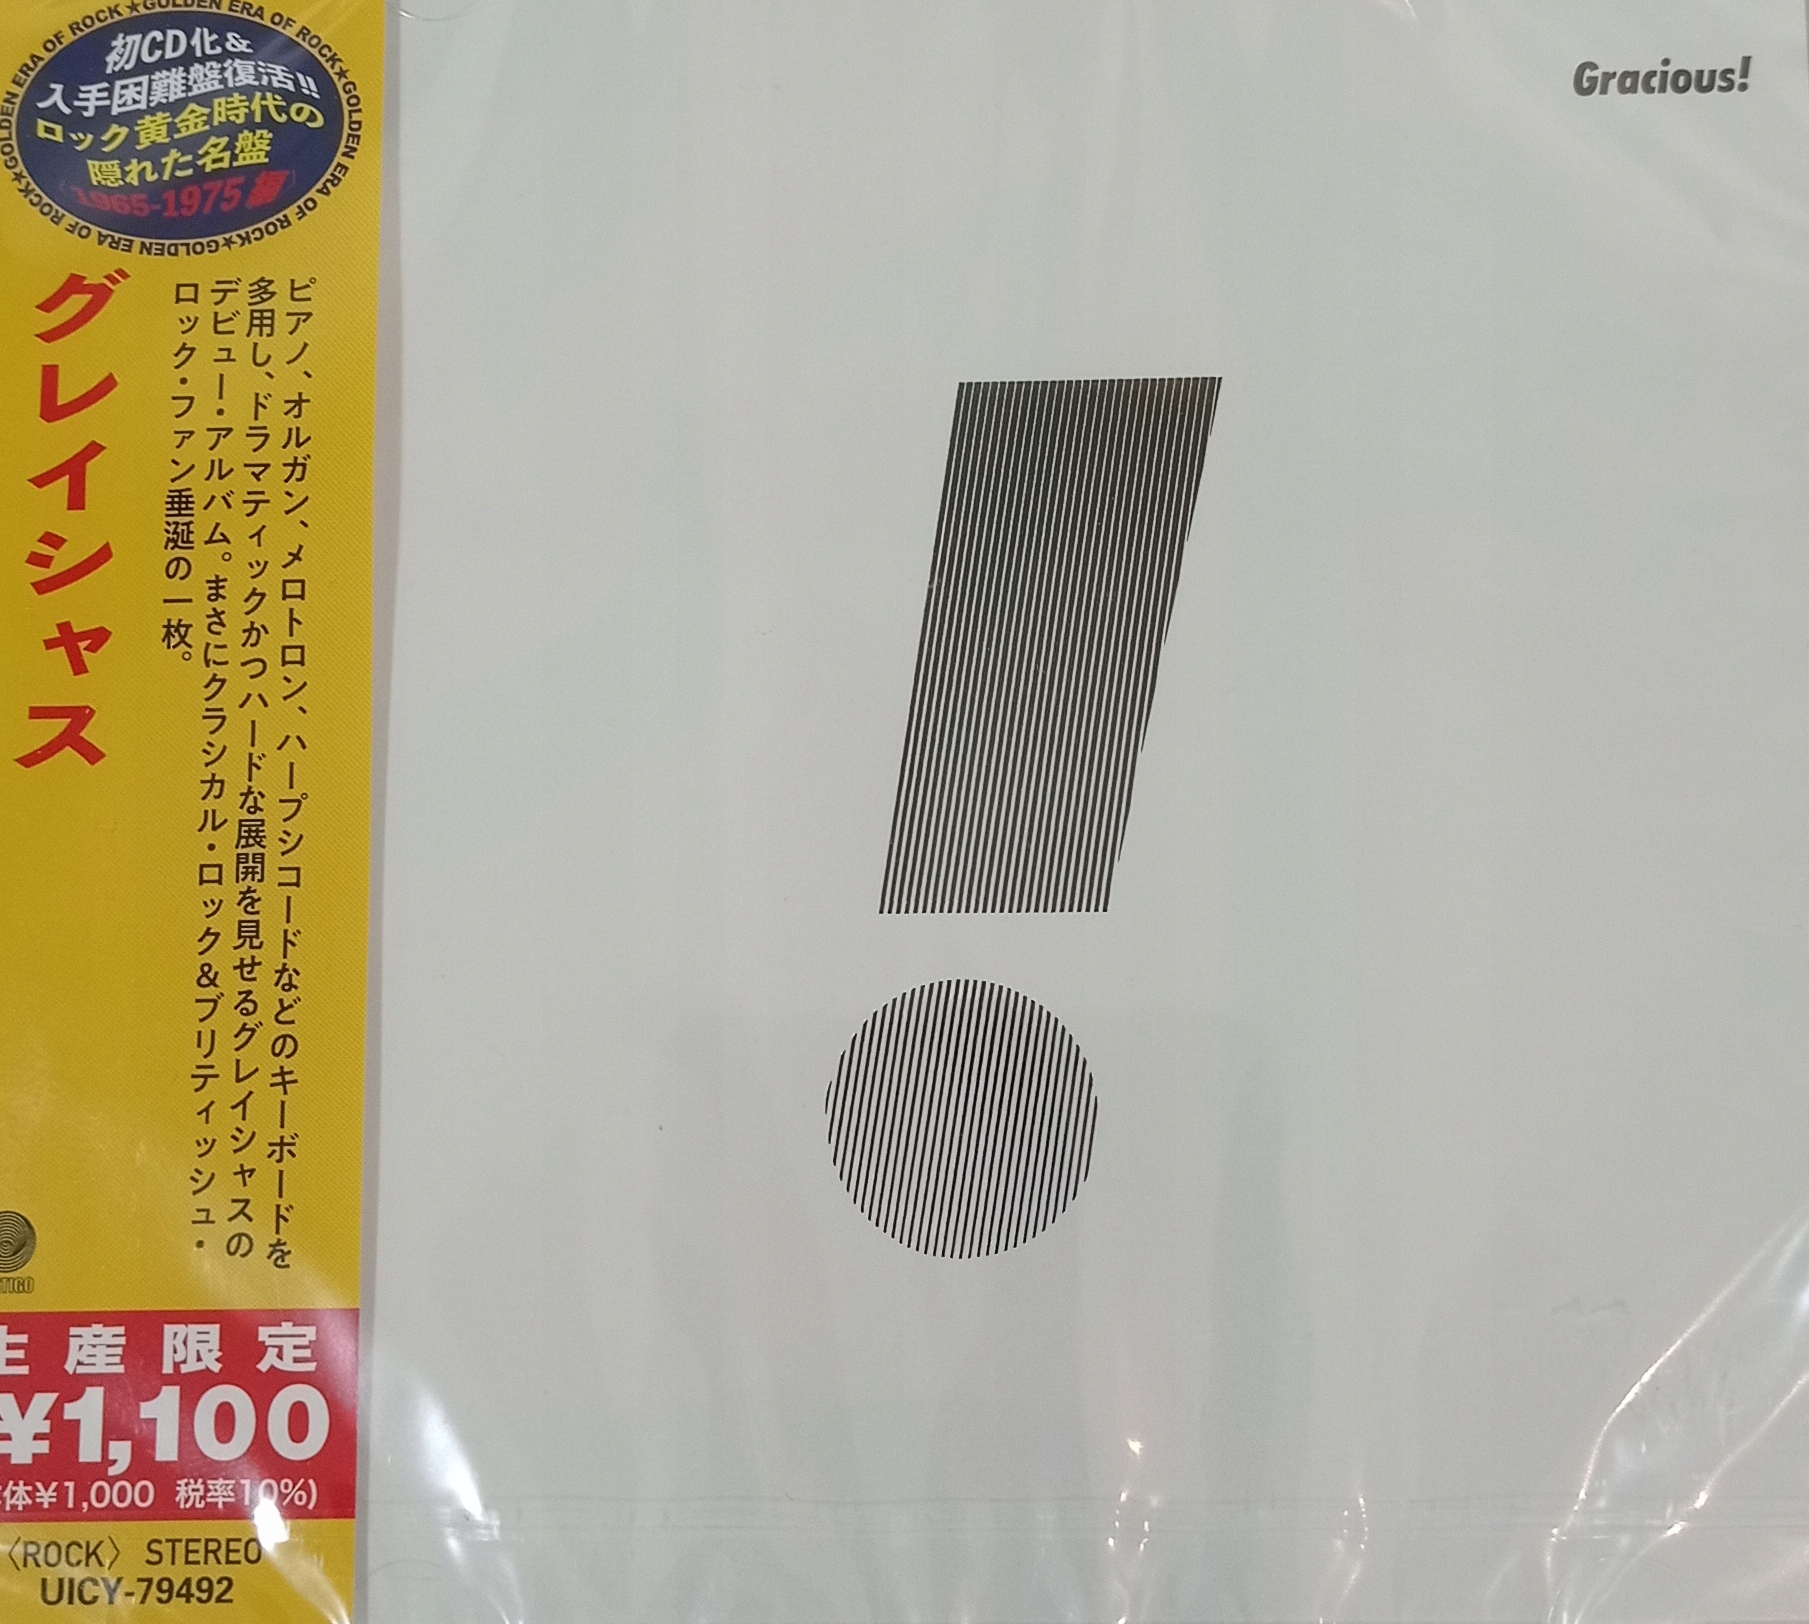 GOLDEN ERA OF ROCK★GOLDEN ERA OF ROCK★GOLDEN ERA OF ROCK★GOLDEN ERA OF ROCK★
初CD化&
入手困難盤復活!!
ロック黄金時代の
隠れた名盤
(1965-1975編)
グレイシャス
ピアノ、オルガン、メロトロン、ハープシコードなどのキーボードを
多用し、ドラマティックかつハードな展開を見せるグレイシャスの
デビュー・アルバム。まさにクラシカル・ロック&ブリティッシュ・
ロック・ファン垂涎の一枚。
TIGO
生産限定
¥1,100
体¥1,000 税率10%)
〈ROCK〉 STEREO
UICY-79492
Gracious!
!